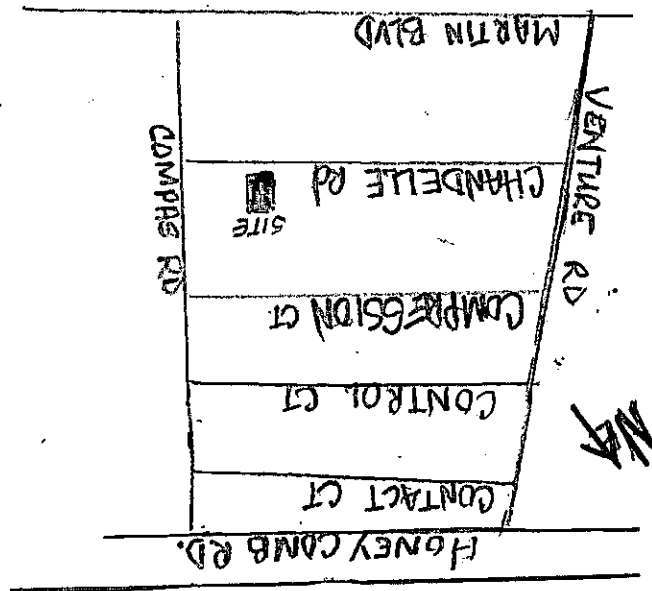 HONEY COMB RD.
CONTACT CT
N
CONTROL CT
COMPRESSION CT
SITE
CHANDELLE Rd
VENTURE RD
COMPAS RD
MARTIN BLVD